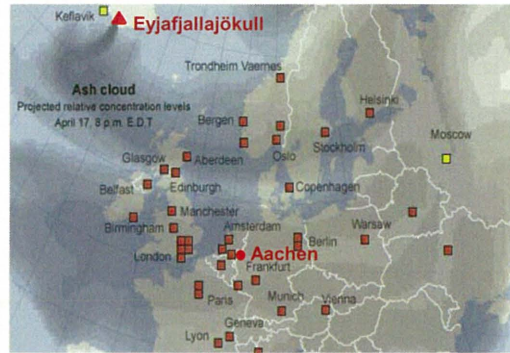 Keflavik
Eyjafjallajökull
Trondheim Vaernes
Ash cloud
Projected relative concentration levels
April 17, 8 p.m. E.D.T
Helsinki
Bergen
Oslo
Stockholm
Moscow
Glasgow
Aberdeen
Belfast
Edinburgh
Copenhagen
Manchester
Birmingham
Amsterdam
Warsaw
Berlin
London
Aachen
Frankfurt
Paris
Munich
Vienna
Geneva
Lyon